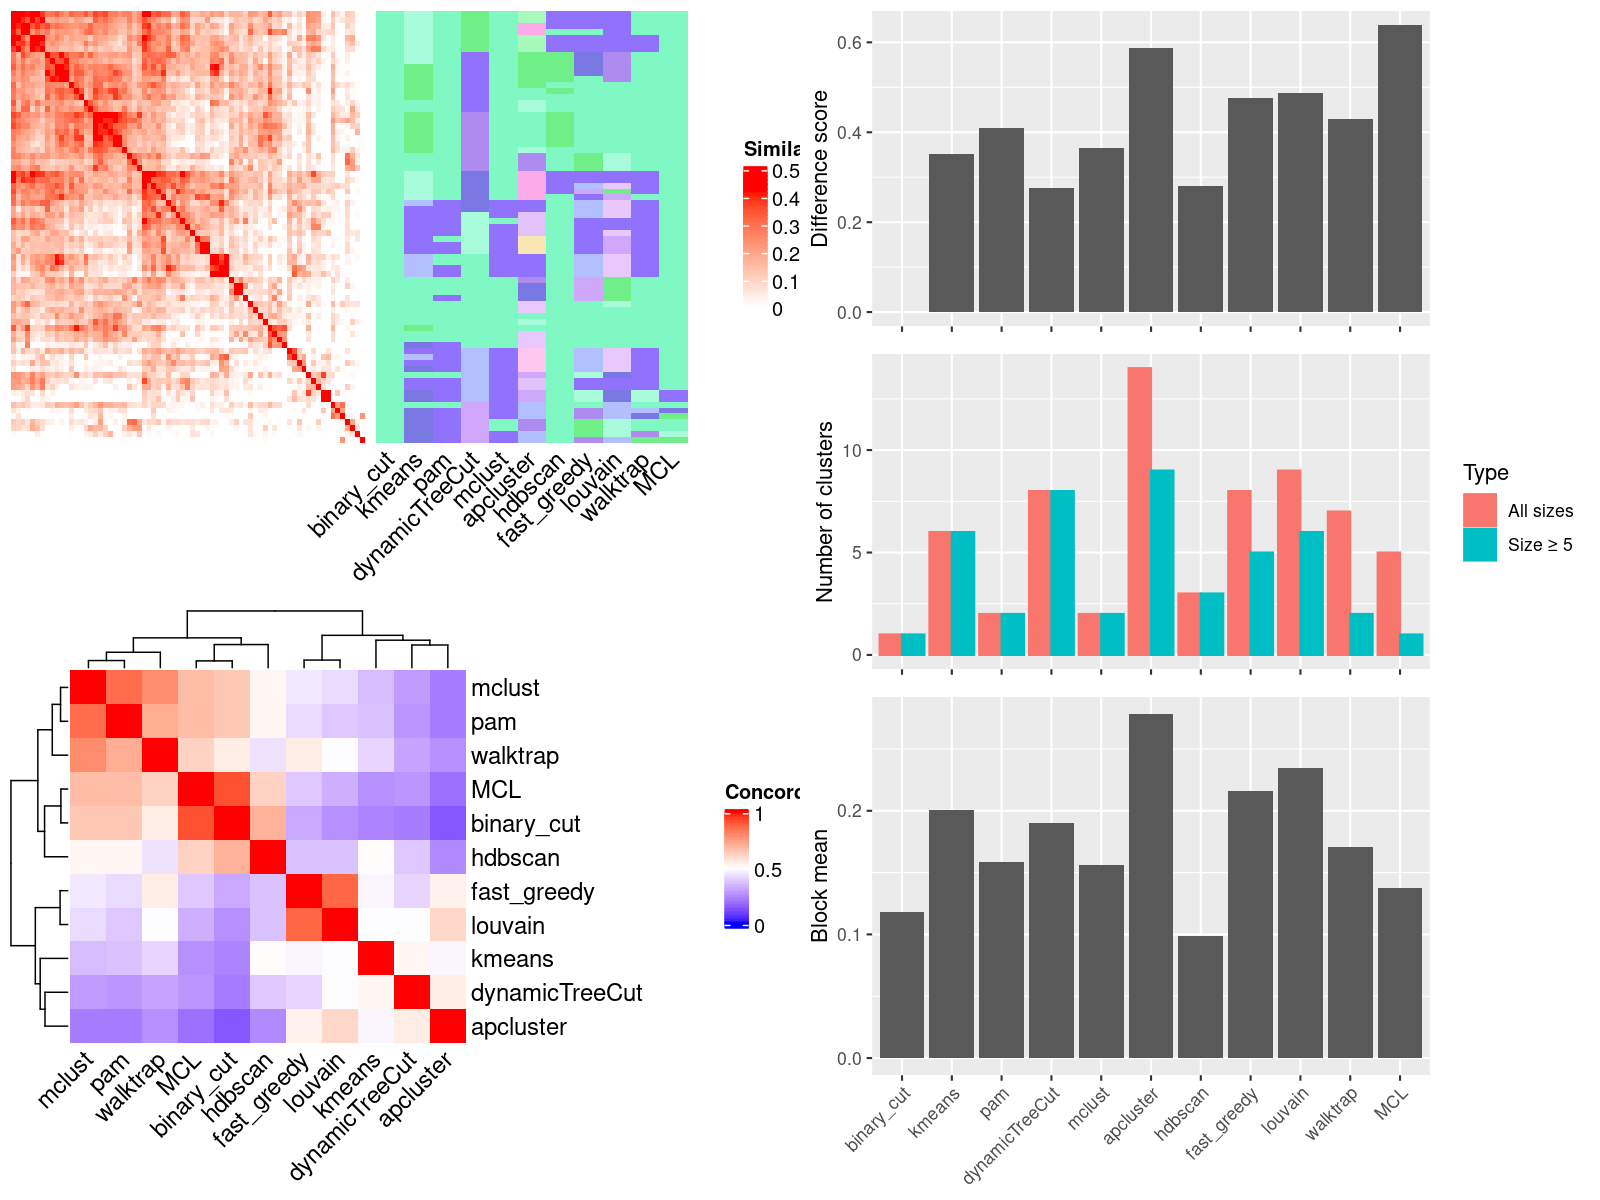 Simila
0.5
0.4
0.3
0.2
0.1
0
binary_cut
kmeans
pam
dynamicTreeCut
mclust
apcluster
hdbscan
fast_greedy
louvain
walktrap
MCL
Difference score
0.6
0.4
0.2
0.0
Number of clusters
10
5
0
Type
All sizes
Size ≥ 5
mclust
pam
walktrap
MCL
binary_cut
hdbscan
fast_greedy
louvain
kmeans
dynamicTreeCut
apcluster
mclust
pam
walktrap
MCL
binary_cut
hdbscan
fast_greedy
louvain
kmeans
dynamicTreeCut
apcluster
Concord
1
0.5
0
Block mean
0.2
0.1
0.0
binary_cut
kmeans
pam
dynamicTreeCut
mclust
apcluster
hdbscan
fast_greedy
louvain
walktrap
MCL